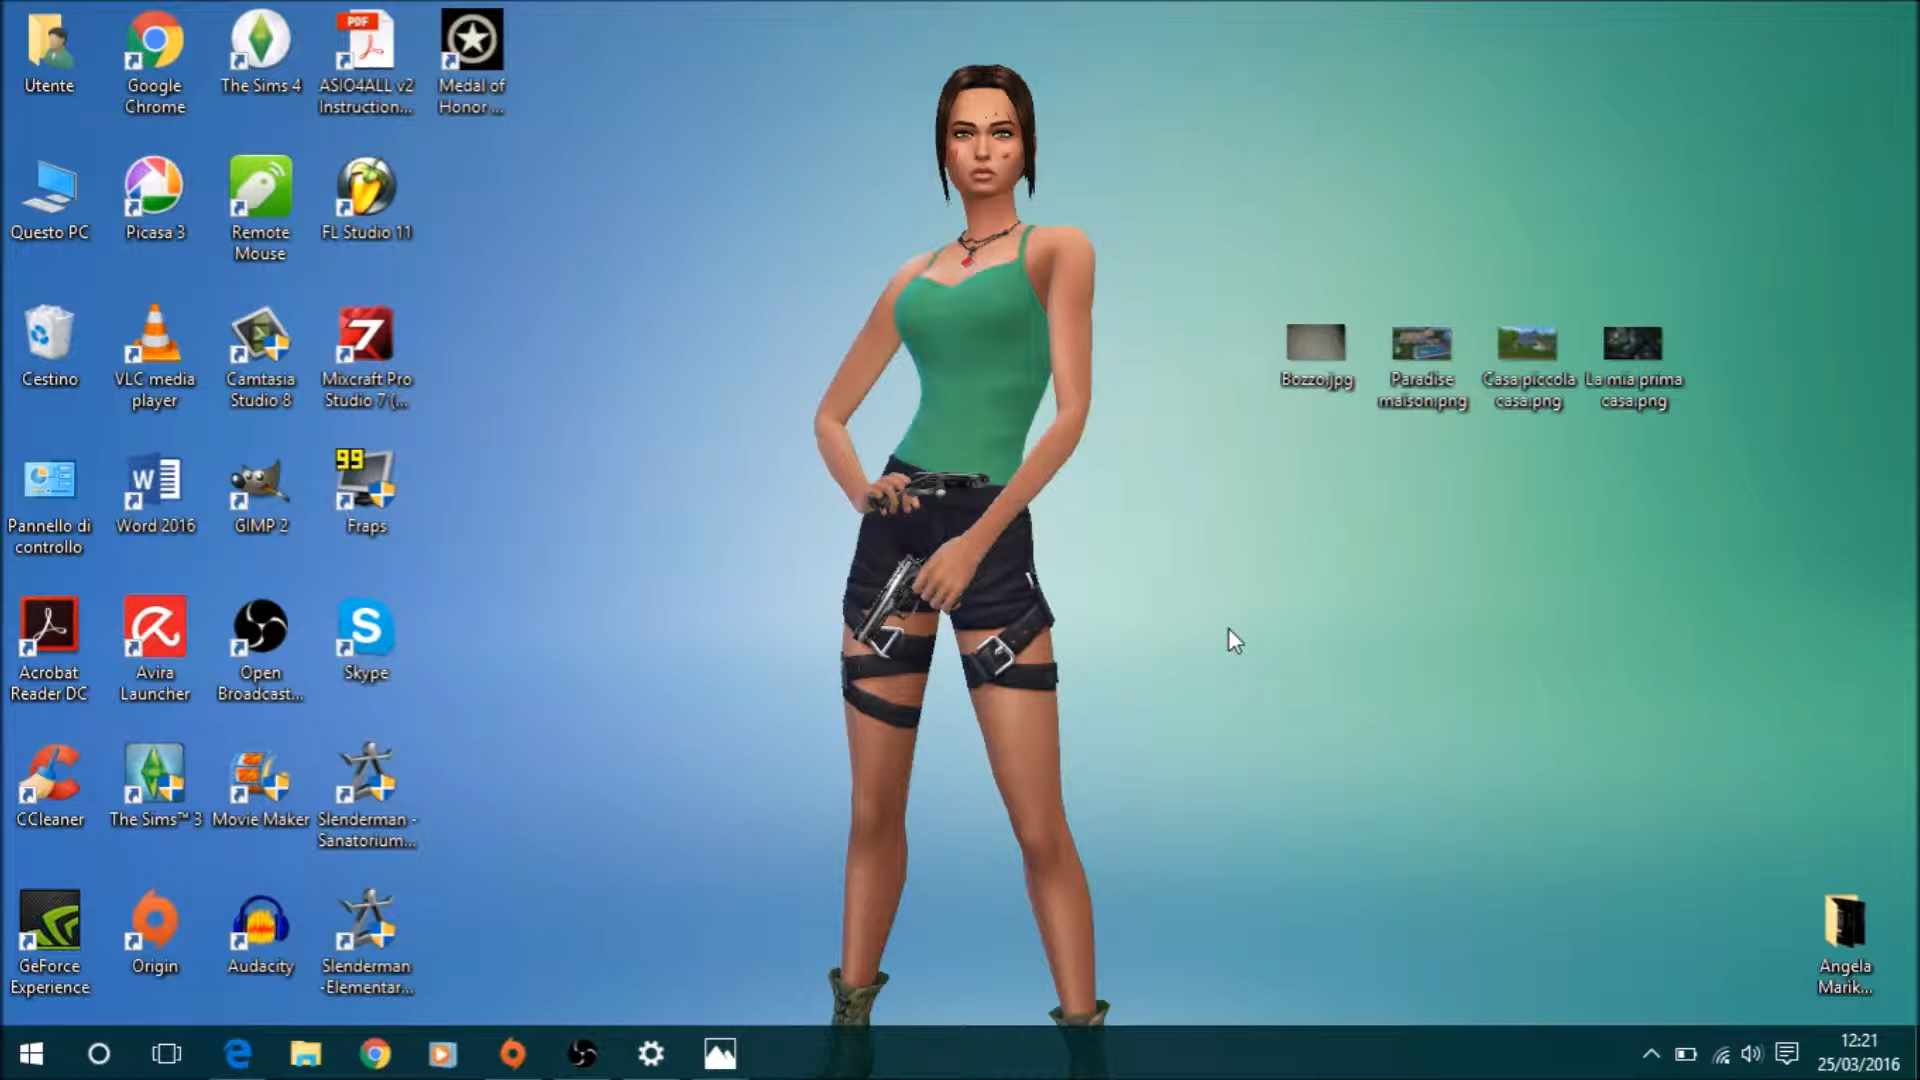 Utente
Google
Chrome
The Sims 4
PDF
ASIO4ALL v2
Instruction...
Medal of
Honor ...
Questo PC
Picasa 3
Remote
Mouse
FL Studio 11
Cestino
VLC media
player
Camtasia
Studio 8
7
Mixcraft Pro
Studio 7 (...
Bozzo.jpg
Paradise
maison.png
Casa piccola
casa.png
La mia prima
casa.png
Pannello di
controllo
W
Word 2016
GIMP 2
99
Fraps
Acrobat
Reader DC
Avira
Launcher
Open
Broadcast...
S
Skype
CCleaner
The Sims™ 3
Movie Maker
Slenderman -
Sanatorium...
GeForce
Experience
Origin
Audacity
Slenderman
-Elementar...
Angela
Marik...
12:21
25/03/2016